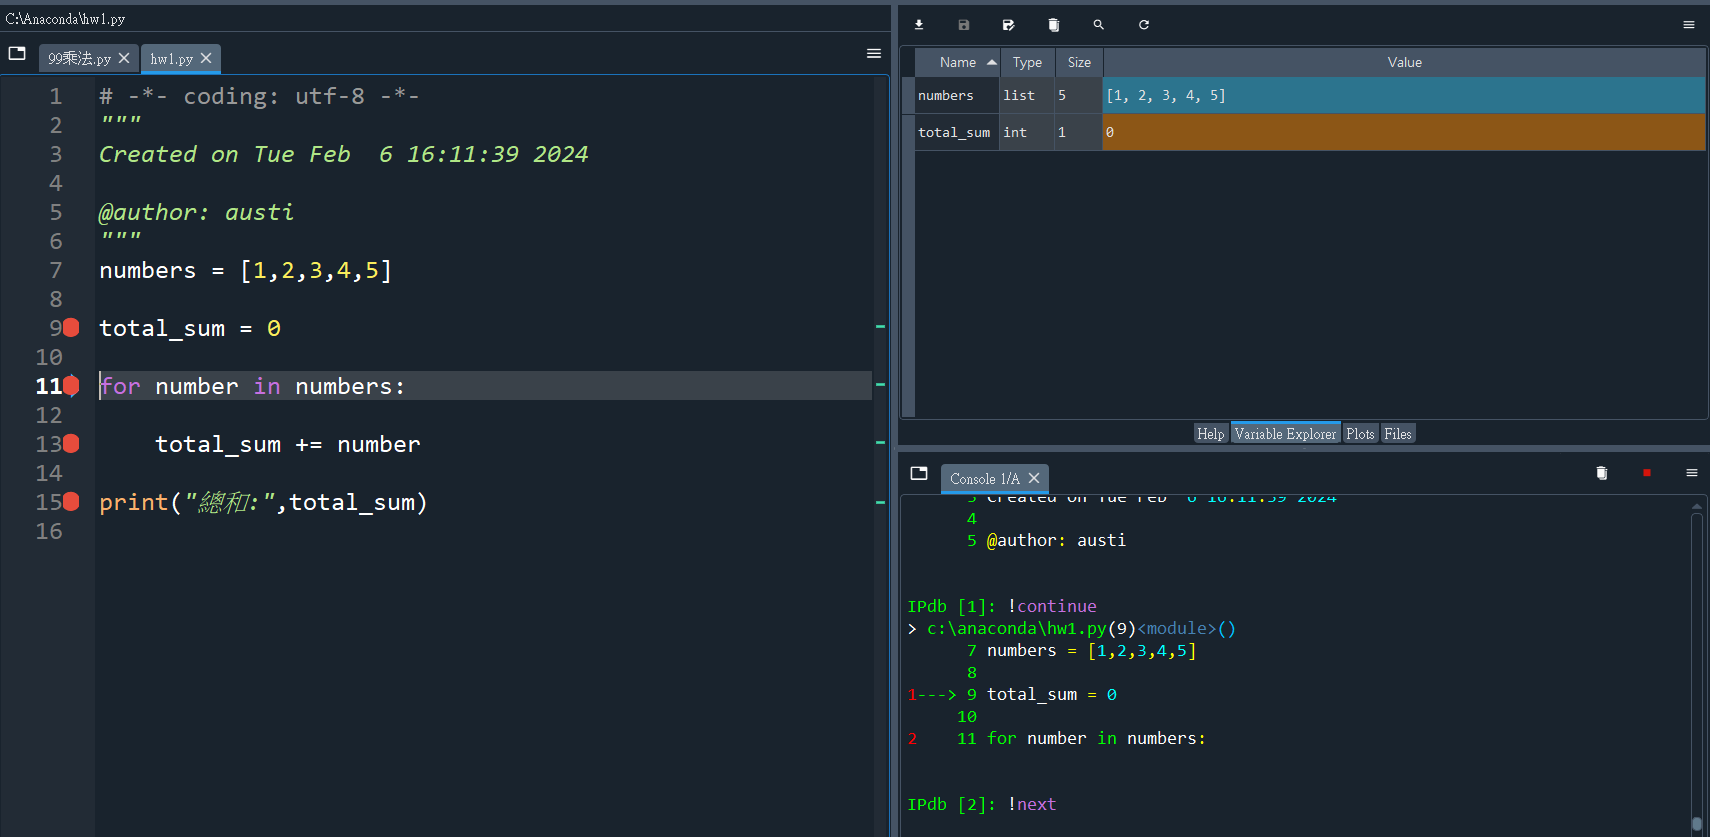 C:\Anaconda\hw1.py
99乘法.py
hw1.py
1 # -*- coding: utf-8 -*-
2 """
3 Created on Tue Feb  6 16:11:39 2024
4
5 @author: austi
6 """
7 numbers = [1,2,3,4,5]
8
9 total_sum = 0
10
11 for number in numbers:
12
13     total_sum += number
14
15 print("總和:",total_sum)
16
Name Type Size Value
numbers list 5 [1, 2, 3, 4, 5]
total_sum int 1 0
Help Variable Explorer Plots Files
Console 1/A
3 Created on Tue Feb  6 16:11:39 2024
4
5 @author: austi
IPdb [1]: !continue
> c:\anaconda\hw1.py(9)<module>()
7 numbers = [1,2,3,4,5]
8
1---> 9 total_sum = 0
10
2 11 for number in numbers:
IPdb [2]: !next